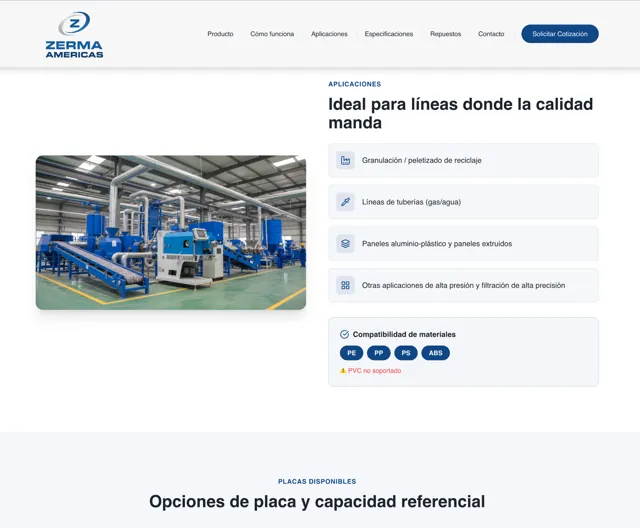 ZERMA
AMERICAS
Producto
Cómo funciona
Aplicaciones
Especificaciones
Repuestos
Contacto
Solicitar Cotización
APLICACIONES
Ideal para líneas donde la calidad
manda
Granulación / peletizado de reciclaje
Líneas de tuberías (gas/agua)
Paneles aluminio-plástico y paneles extruidos
Otras aplicaciones de alta presión y filtración de alta precisión
Compatibilidad de materiales
PE
PP
PS
ABS
PVC no soportado
PLACAS DISPONIBLES
Opciones de placa y capacidad referencial